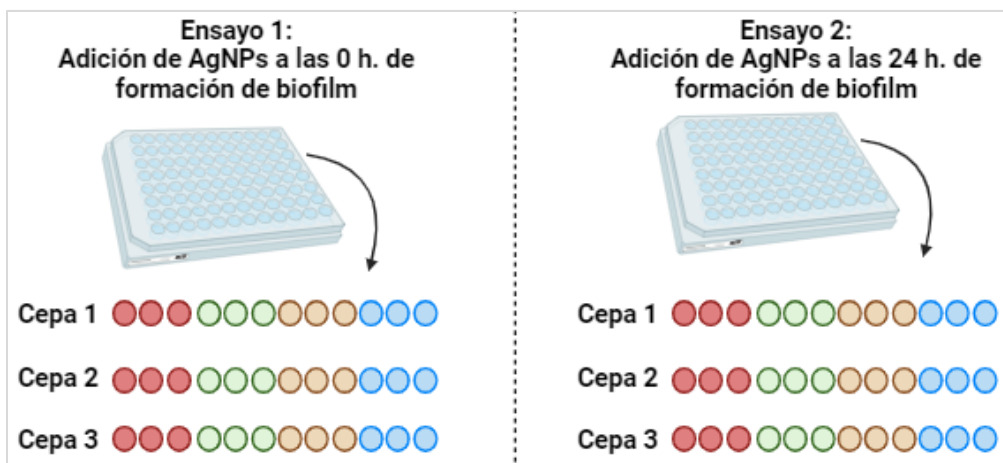 Ensayo 1:
Adición de AgNPs a las 0 h. de
formación de biofilm
Cepa 1
Cepa 2
Cepa 3
Ensayo 2:
Adición de AgNPs a las 24 h. de
formación de biofilm
Cepa 1
Cepa 2
Cepa 3